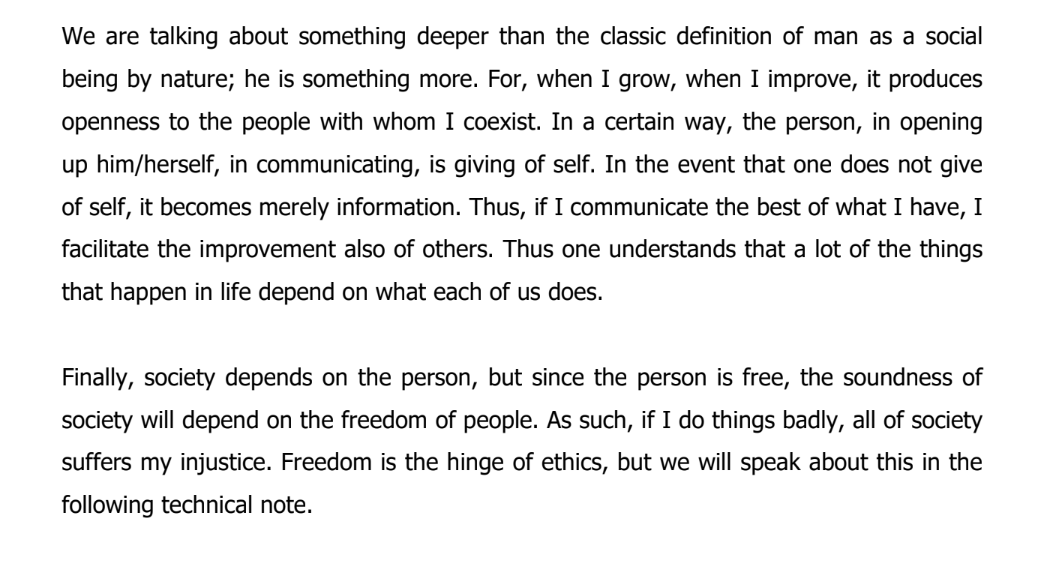 We are talking about something deeper than the classic definition of man as a social
being by nature; he is something more. For, when I grow, when I improve, it produces
openness to the people with whom I coexist. In a certain way, the person, in opening
up him/herself, in communicating, is giving of self. In the event that one does not give
of self, it becomes merely information. Thus, if I communicate the best of what I have, I
facilitate the improvement also of others. Thus one understands that a lot of the things
that happen in life depend on what each of us does.
Finally, society depends on the person, but since the person is free, the soundness of
society will depend on the freedom of people. As such, if I do things badly, all of society
suffers my injustice. Freedom is the hinge of ethics, but we will speak about this in the
following technical note.